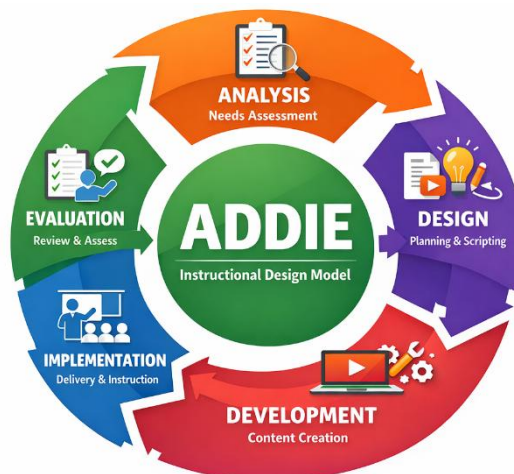 ANALYSIS
Needs Assessment
DESIGN
Planning & Scripting
DEVELOPMENT
Content Creation
IMPLEMENTATION
Delivery & Instruction
EVALUATION
Review & Assess
ADDIE
Instructional Design Model